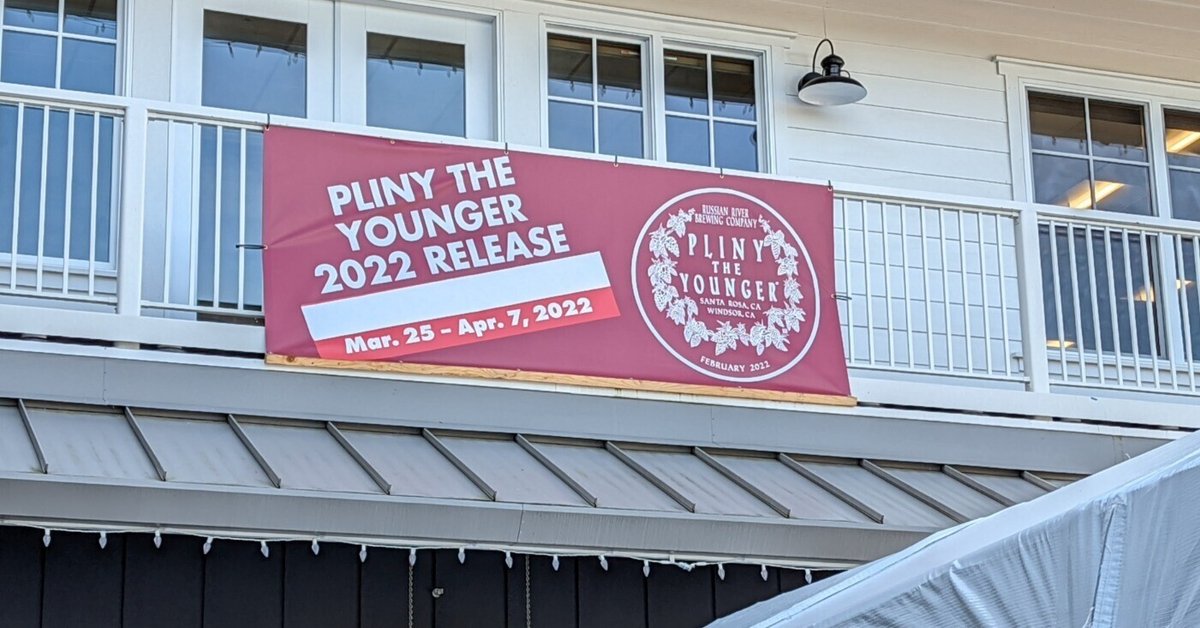 PLINY THE
YOUNGER
2022 RELEASE
Mar. 25 - Apr. 7, 2022
RUSSIAN RIVER
BREWING COMPANY
PLINY
THE
YOUNGER
SANTA ROSA, CA
WINDSOR, CA
FEBRUARY 2022